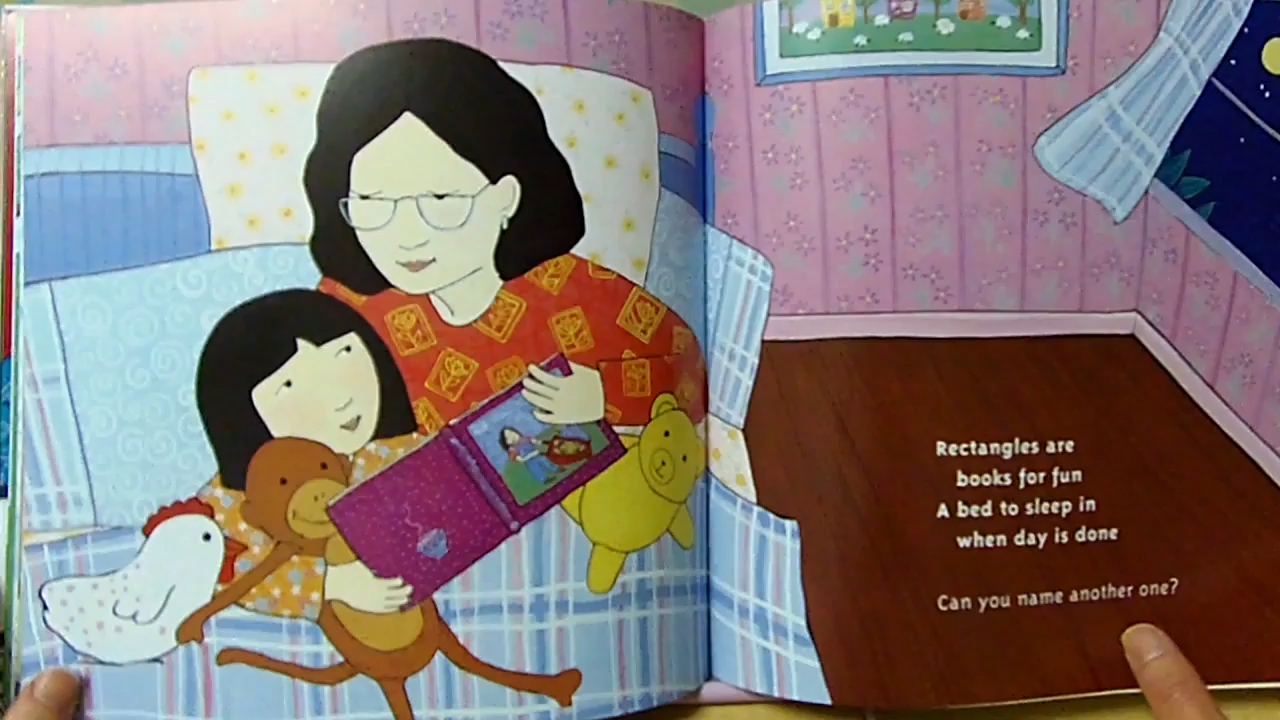 Rectangles are
books for fun
A bed to sleep in
when day is done
Can you name another one?